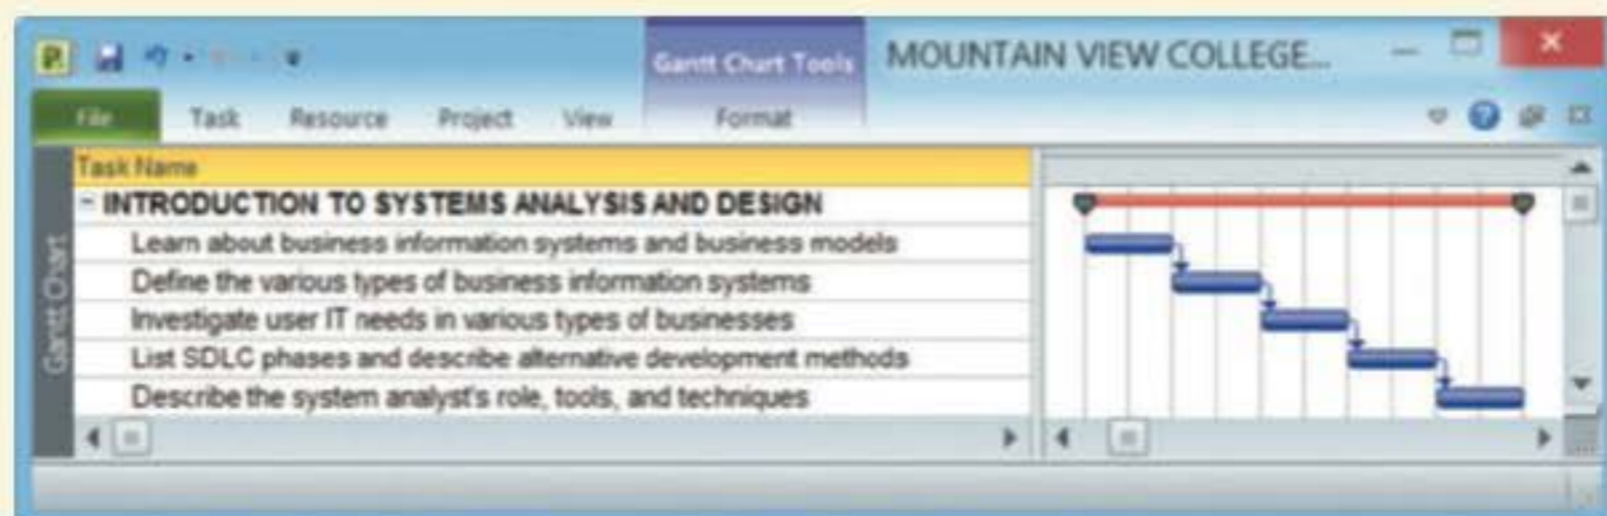 Gantt Chart Tools MOUNTAIN VIEW COLLEGE...
File Task Resource Project View Format
Task Name
INTRODUCTION TO SYSTEMS ANALYSIS AND DESIGN
Learn about business information systems and business models
Define the various types of business information systems
Investigate user IT needs in various types of businesses
List SDLC phases and describe alternative development methods
Describe the system analyst's role, tools, and techniques
Gantt Chart